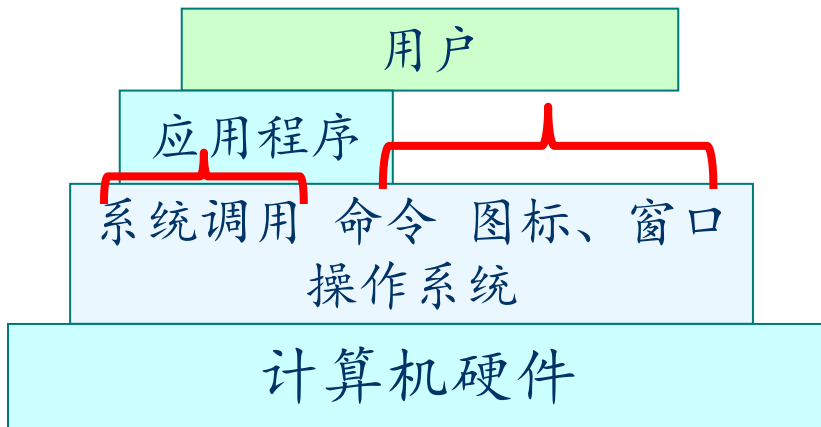 用户
应用程序
系统调用 命令 图标、窗口
操作系统
计算机硬件